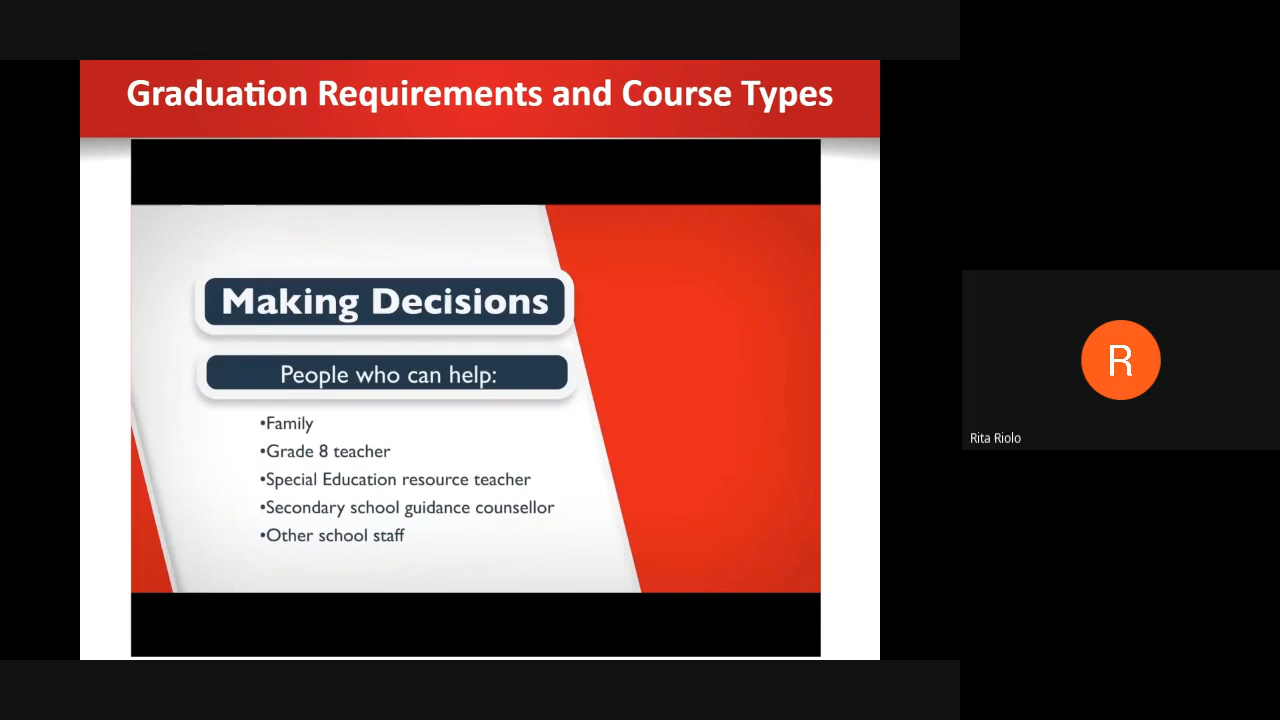 Graduation Requirements and Course Types
Making Decisions
People who can help:
•Family
•Grade 8 teacher
•Special Education resource teacher
•Secondary school guidance counsellor
•Other school staff
R
Rita Riolo